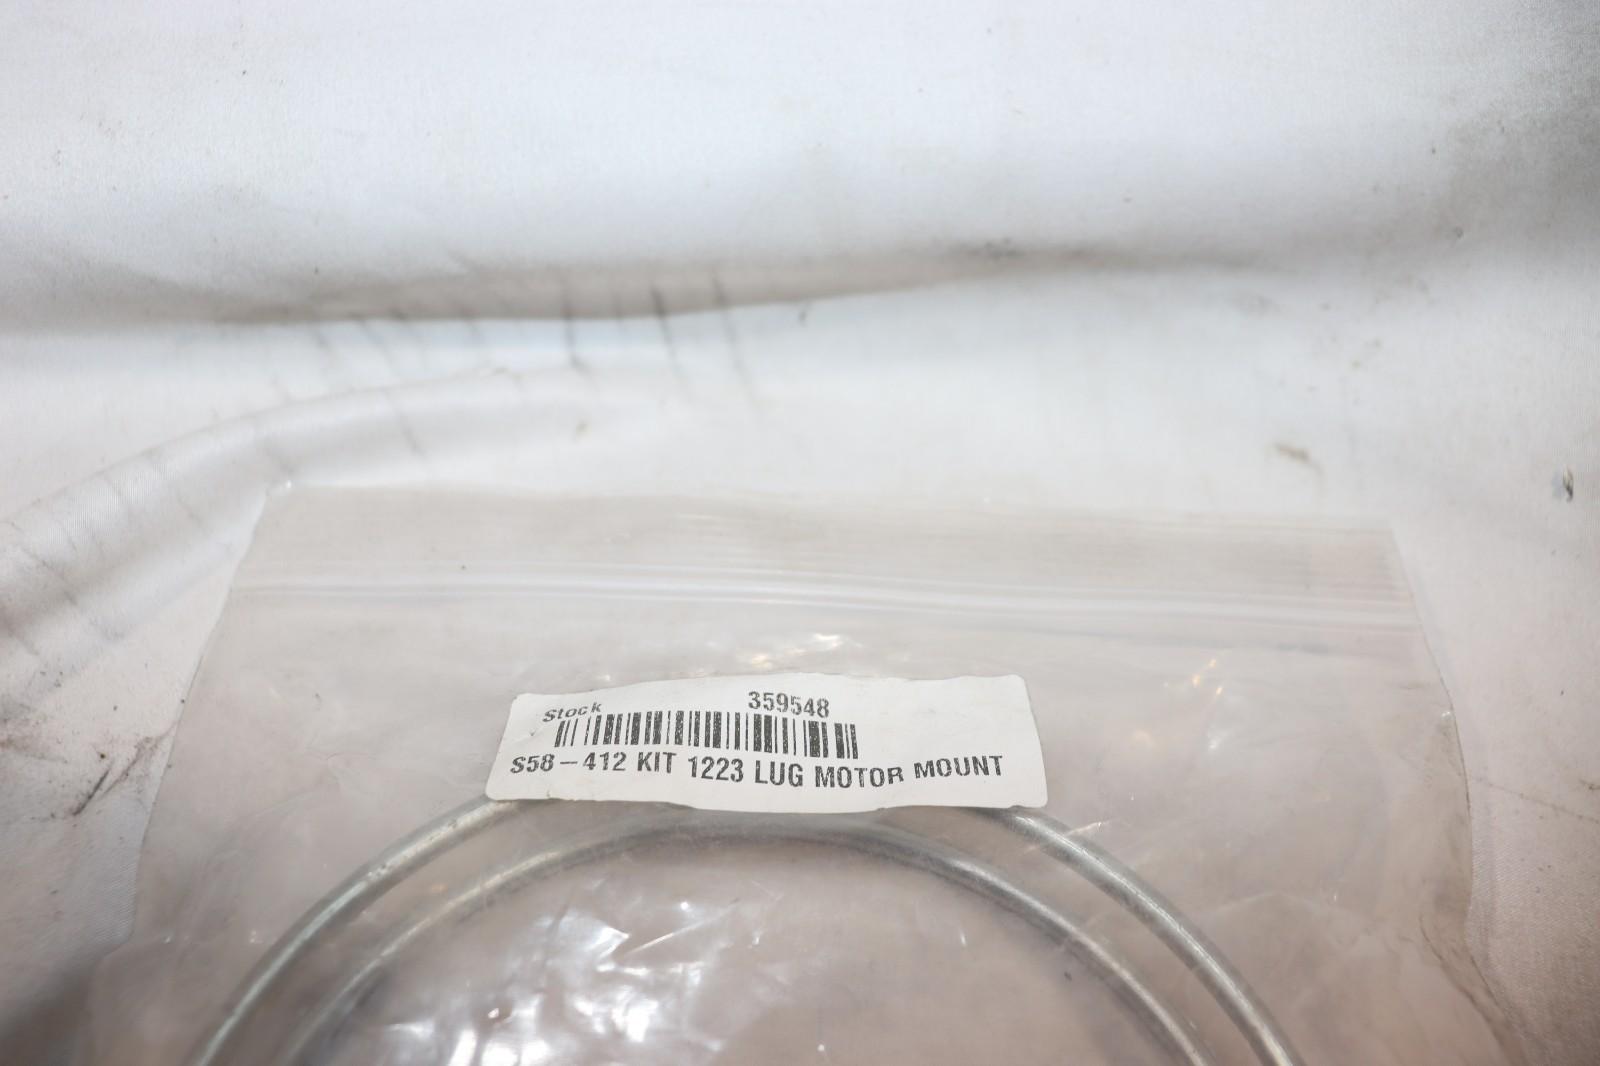 Stock 359548
S58-412 KIT 1223 LUG MOTOR MOUNT